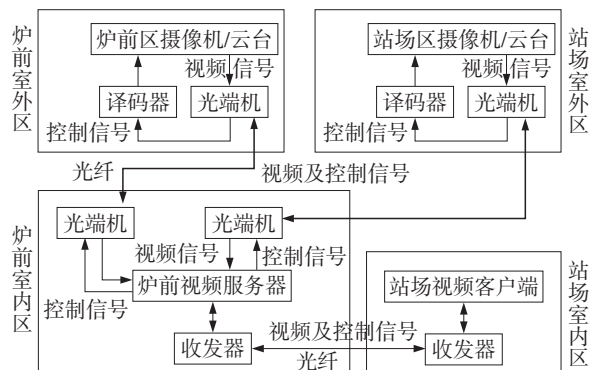 炉前室外区
炉前区摄像机/云台
视频信号
译码器
光端机
控制信号
站场区摄像机/云台
视频信号
译码器
光端机
控制信号
站场室外区
光纤
视频及控制信号
炉前室内区
光端机
光端机
视频信号
控制信号
炉前视频服务器
控制信号
收发器
视频及控制信号
光纤
站场视频客户端
收发器
站场室内区